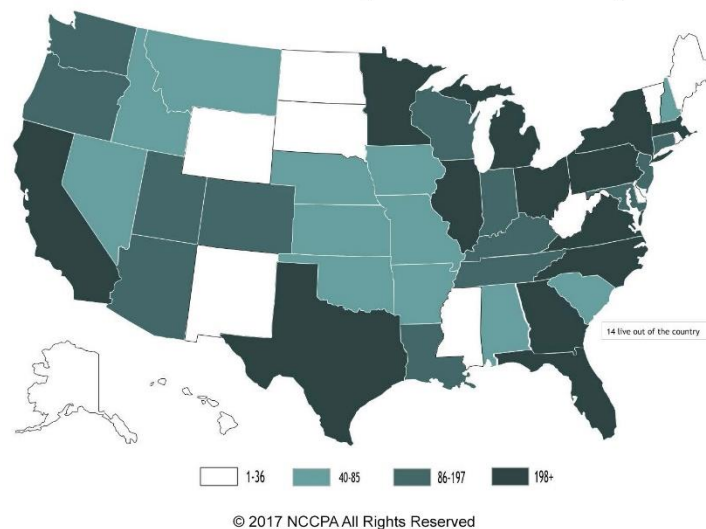 14 live out of the country
1-36
40-85
86-197
198+
© 2017 NCCPA All Rights Reserved